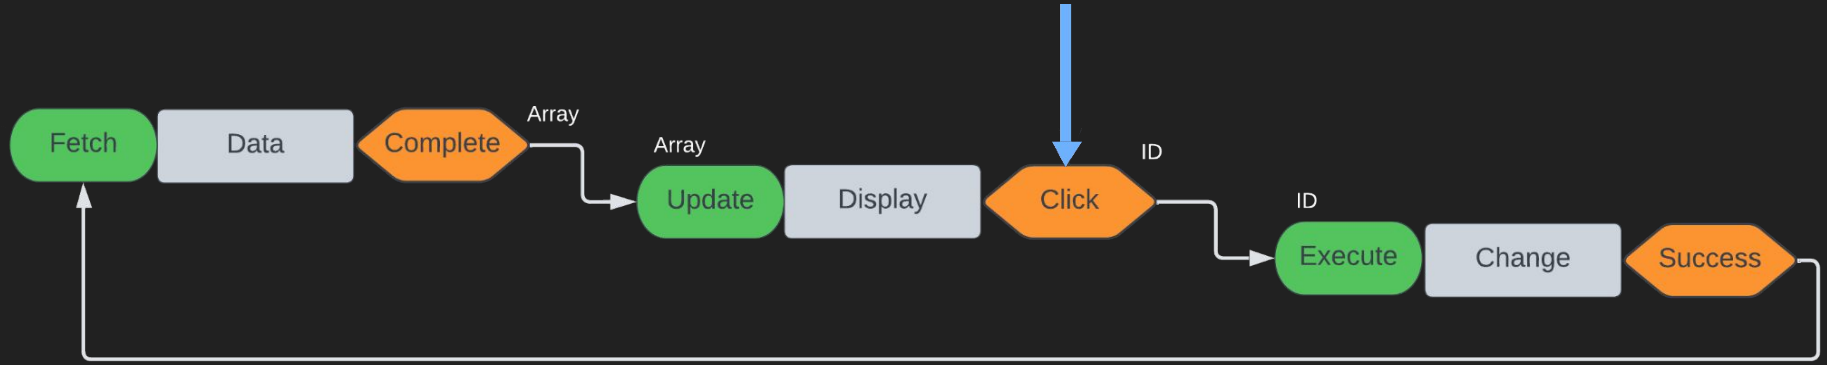 Fetch
Data
Complete
Array
Array
Update
Display
Click
ID
ID
Execute
Change
Success